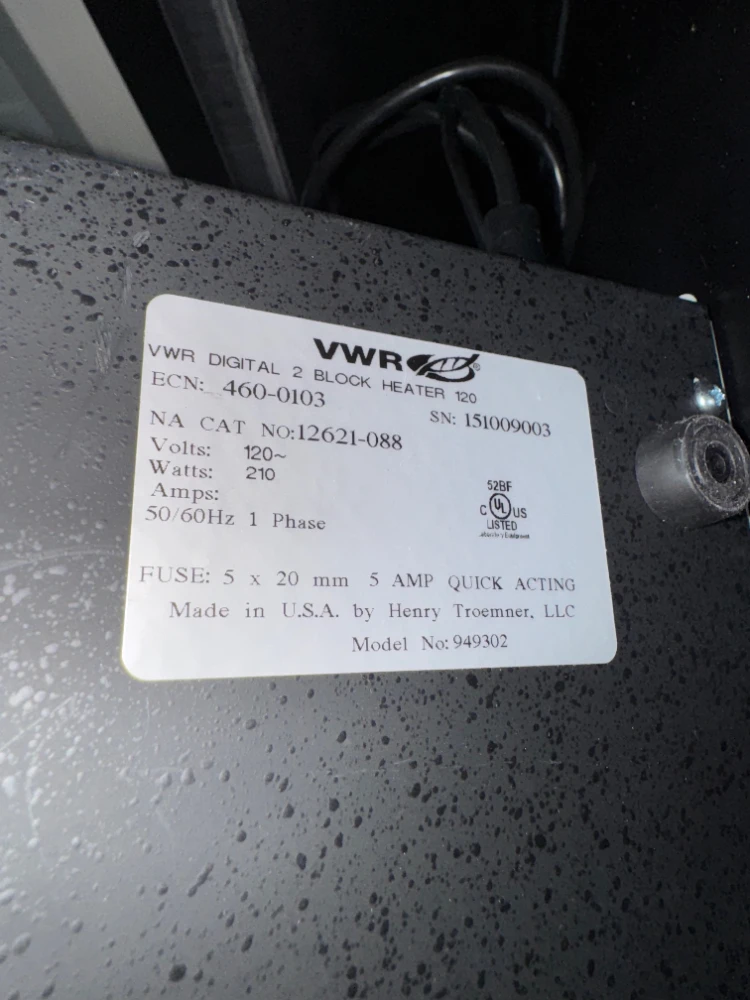 VWR®
VWR DIGITAL 2 BLOCK HEATER 120
ECN: 460-0103
SN: 151009003
NA CAT NO:12621-088
Volts: 120~
Watts: 210
Amps:
50/60Hz 1 Phase
52BF
C UL US
LISTED
Laboratory Equipment
FUSE: 5 x 20 mm 5 AMP QUICK ACTING
Made in U.S.A. by Henry Troemner, LLC
Model No: 949302